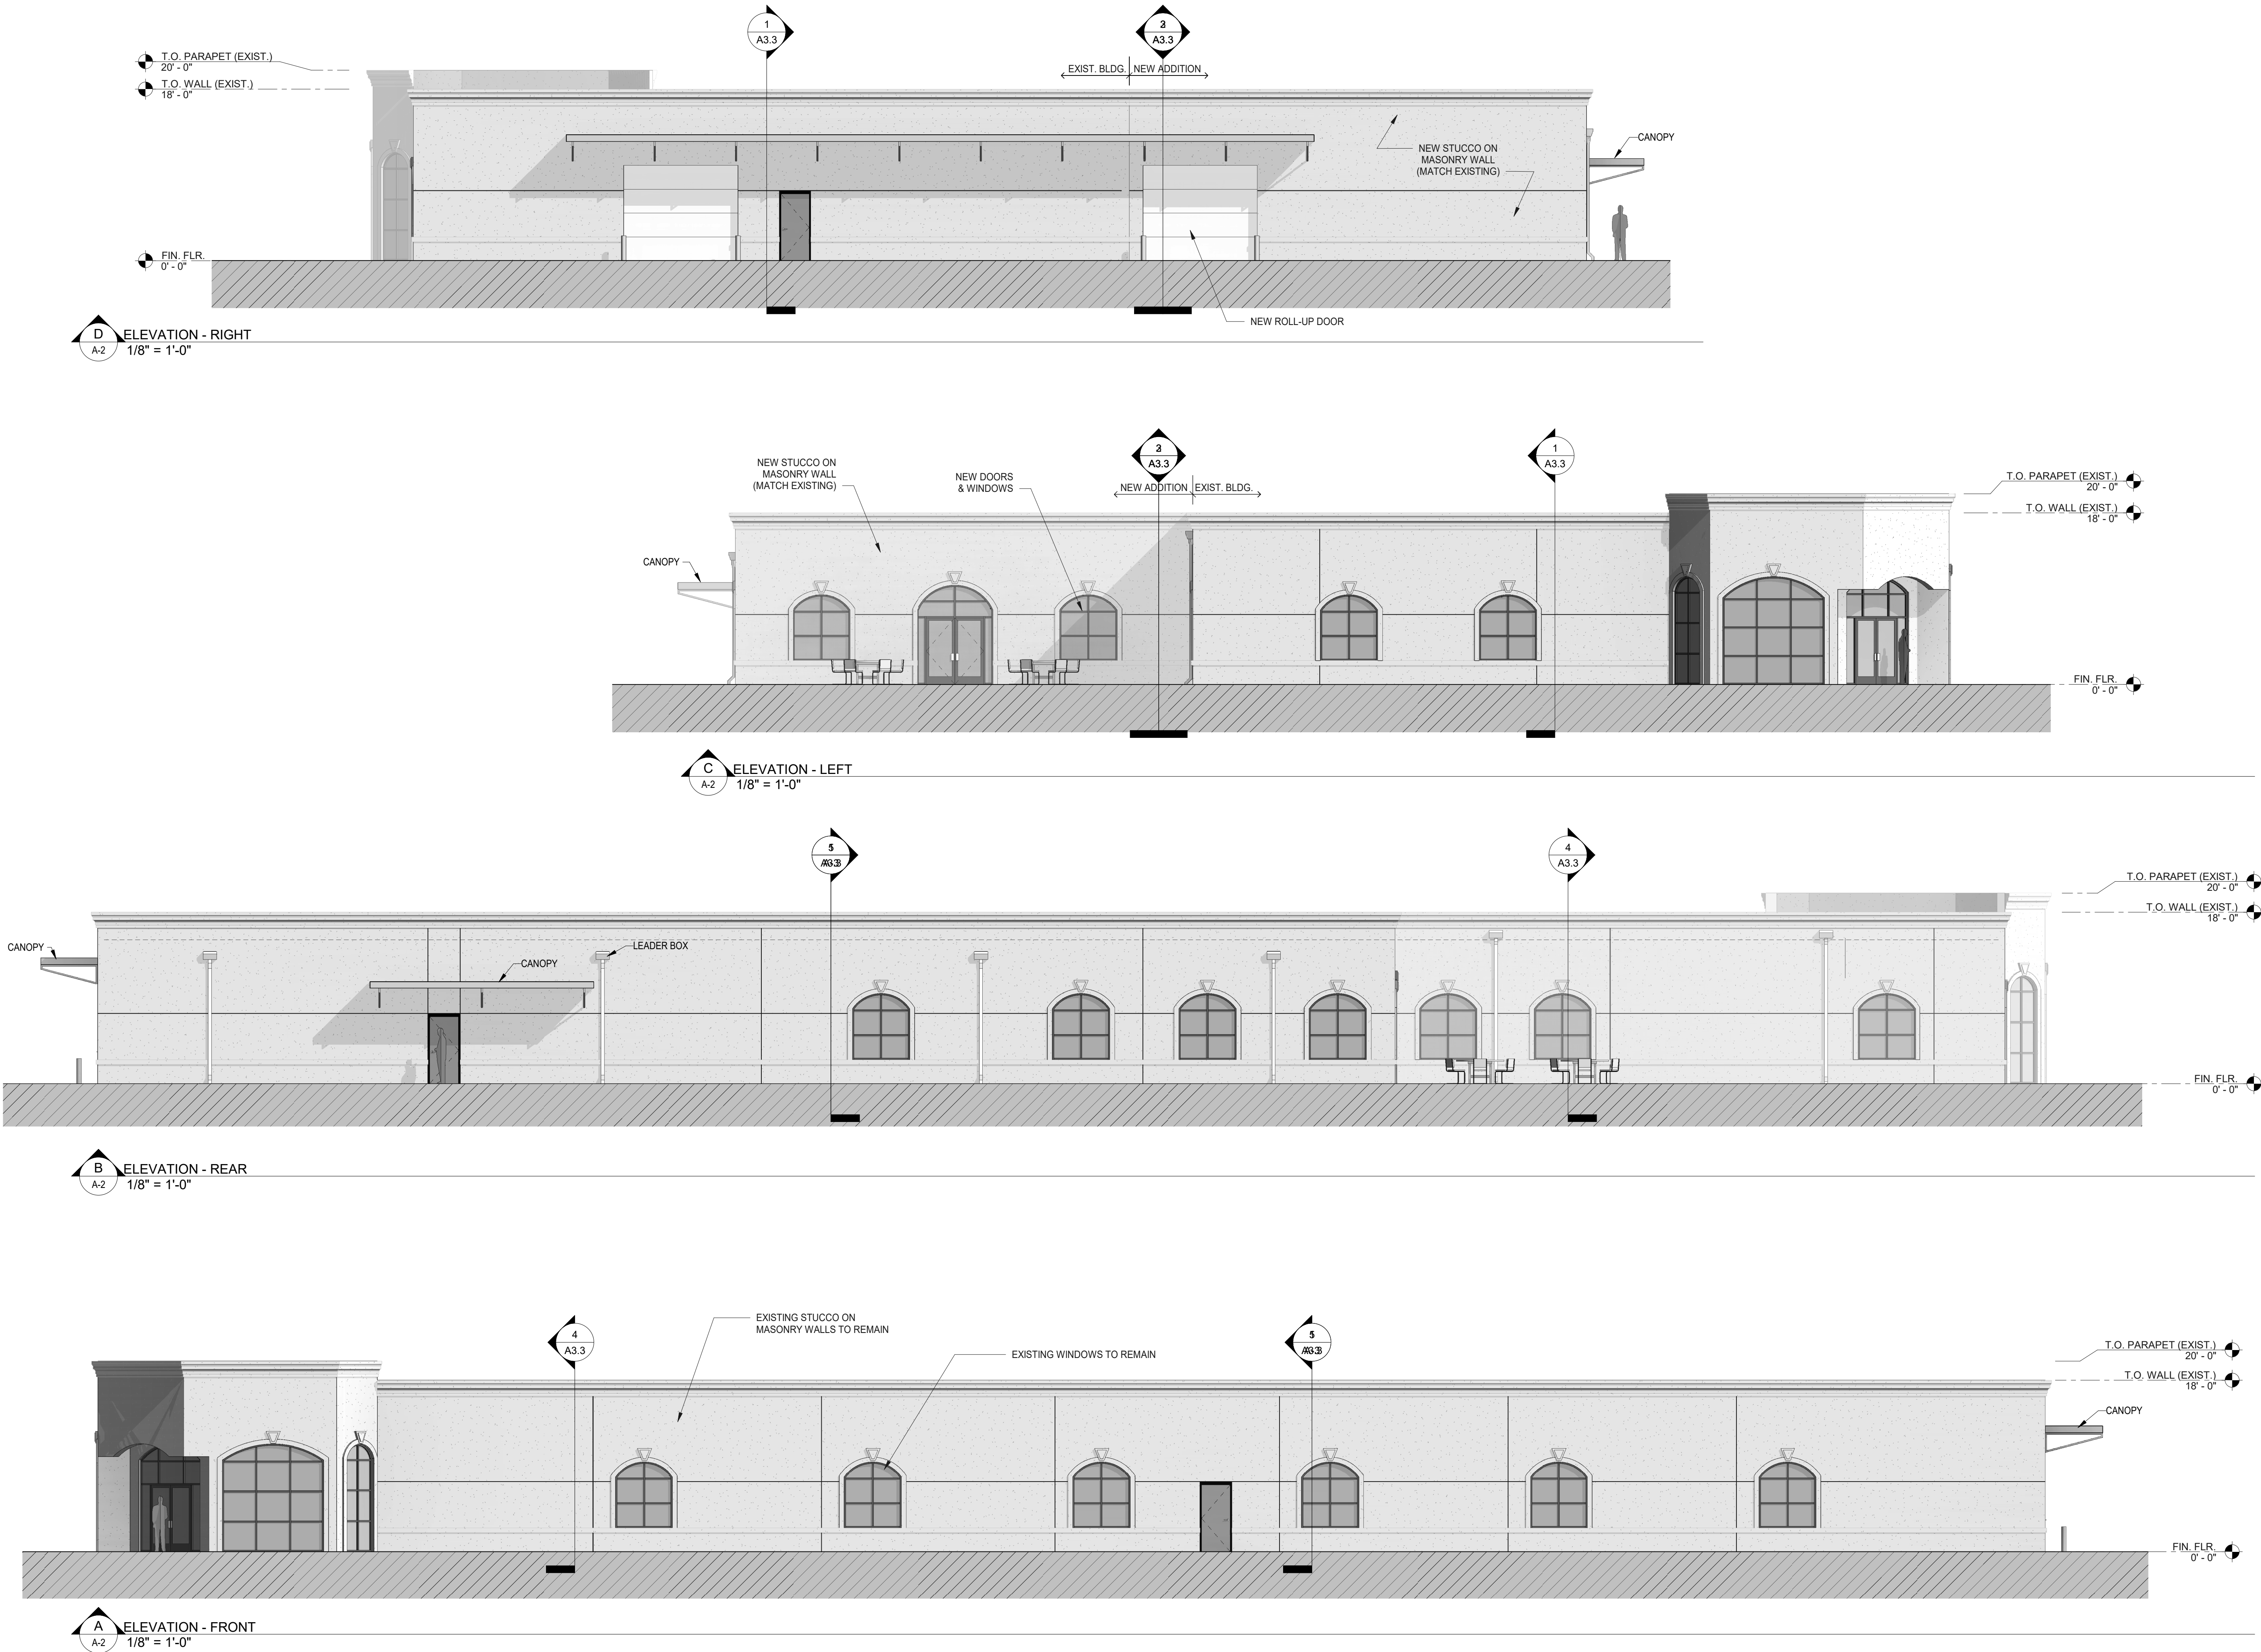 1
A3.3
A3.3
T.O. PARAPET (EXIST.)
20' - 0"
T.O. WALL (EXIST.)
18' - 0"
EXIST. BLDG.
NEW ADDITION
CANOPY
NEW STUCCO ON
MASONRY WALL
(MATCH EXISTING)
FIN. FLR.
0' - 0"
NEW ROLL-UP DOOR
D
A-2
ELEVATION - RIGHT
1/8" = 1'-0"
A3.3
1
A3.3
NEW STUCCO ON
MASONRY WALL
(MATCH EXISTING)
NEW DOORS
& WINDOWS
NEW ADDITION
EXIST. BLDG.
T.O. PARAPET (EXIST.)
20' - 0"
T.O. WALL (EXIST.)
18' - 0"
CANOPY
FIN. FLR.
0' - 0"
C
A-2
ELEVATION - LEFT
1/8" = 1'-0"
4
A3.3
T.O. PARAPET (EXIST.)
20' - 0"
T.O. WALL (EXIST.)
18' - 0"
CANOPY
LEADER BOX
CANOPY
FIN. FLR.
0' - 0"
B
A-2
ELEVATION - REAR
1/8" = 1'-0"
EXISTING STUCCO ON
MASONRY WALLS TO REMAIN
4
A3.3
EXISTING WINDOWS TO REMAIN
T.O. PARAPET (EXIST.)
20' - 0"
T.O. WALL (EXIST.)
18' - 0"
CANOPY
FIN. FLR.
0' - 0"
A
A-2
ELEVATION - FRONT
1/8" = 1'-0"